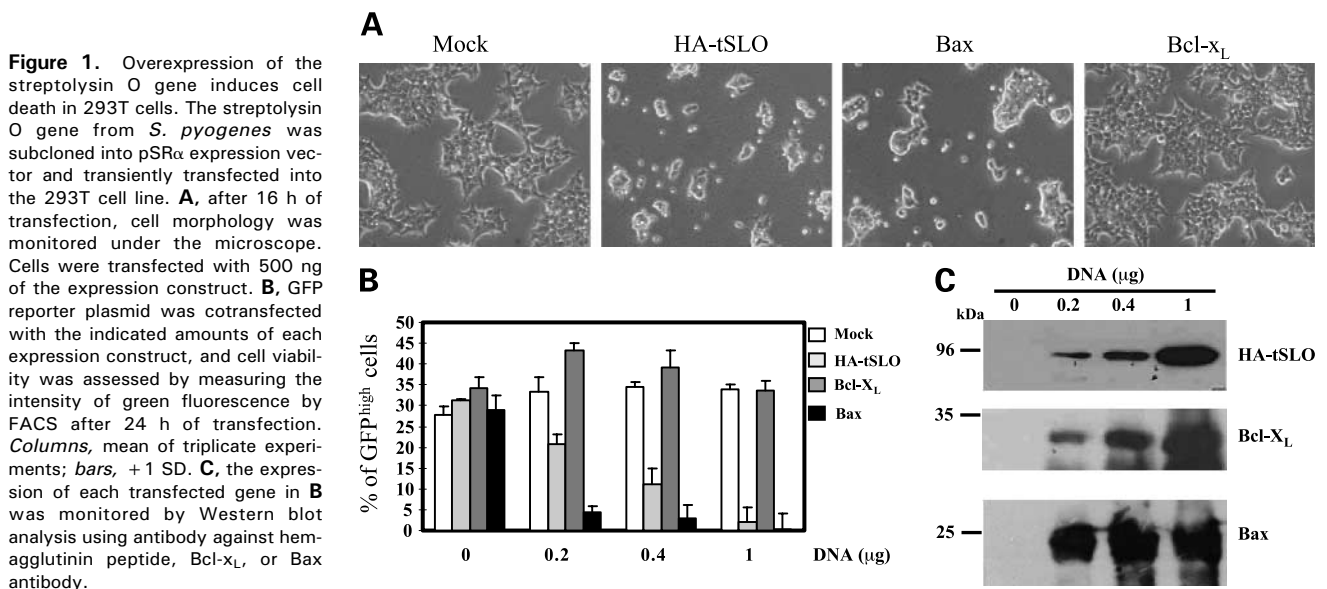 Figure 1. Overexpression of the
streptolysin O gene induces cell
death in 293T cells. The streptolysin
O gene from S. pyogenes was
subcloned into pSRα expression vec-
tor and transiently transfected into
the 293T cell line. A, after 16 h of
transfection, cell morphology was
monitored under the microscope.
Cells were transfected with 500 ng
of the expression construct. B, GFP
reporter plasmid was cotransfected
with the indicated amounts of each
expression construct, and cell viabil-
ity was assessed by measuring the
intensity of green fluorescence by
FACS after 24 h of transfection.
Columns, mean of triplicate experi-
ments; bars, +1 SD. C, the expres-
sion of each transfected gene in B
was monitored by Western blot
analysis using antibody against hem-
agglutinin peptide, Bcl-xL, or Bax
antibody.
A
Mock HA-tSLO Bax Bcl-xL
B
% of GFPhigh cells
50
45
40
35
30
25
20
15
10
5
0
0 0.2 0.4 1 DNA (μg)
Mock
HA-tSLO
Bcl-XL
Bax
C
DNA (μg)
0 0.2 0.4 1
kDa
96 HA-tSLO
35
Bcl-XL
25 Bax